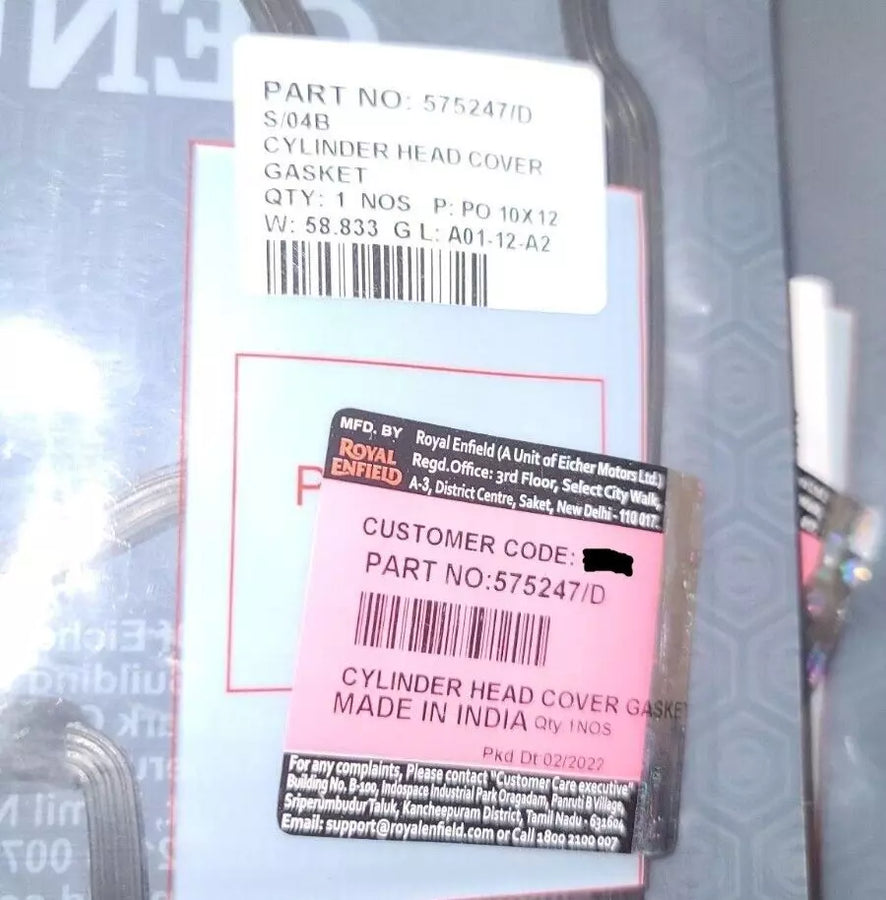 GEN
PART NO: 575247/D
S/04B
CYLINDER HEAD COVER
GASKET
QTY: 1 NOS P: PO 10X12
W: 58.833 G L: A01-12-A2
P
MFD. BY
ROYAL
ENFIELD
Royal Enfield (A Unit of Eicher Motors Ltd.)
Regd.Office: 3rd Floor, Select City Walk,
A-3, District Centre, Saket, New Delhi - 110 017.
CUSTOMER CODE:
PART NO:575247/D
CYLINDER HEAD COVER GASKET
MADE IN INDIA Qty 1NOS
Pkd Dt 02/2022
For any complaints, Please contact "Customer Care executive"
Building No. B-100, Indospace Industrial Park Oragadam, Panruti B Village,
Sriperumbudur Taluk, Kancheepuram District, Tamil Nadu - 631604
Email: support@royalenfield.com or Call 1800 2100 007